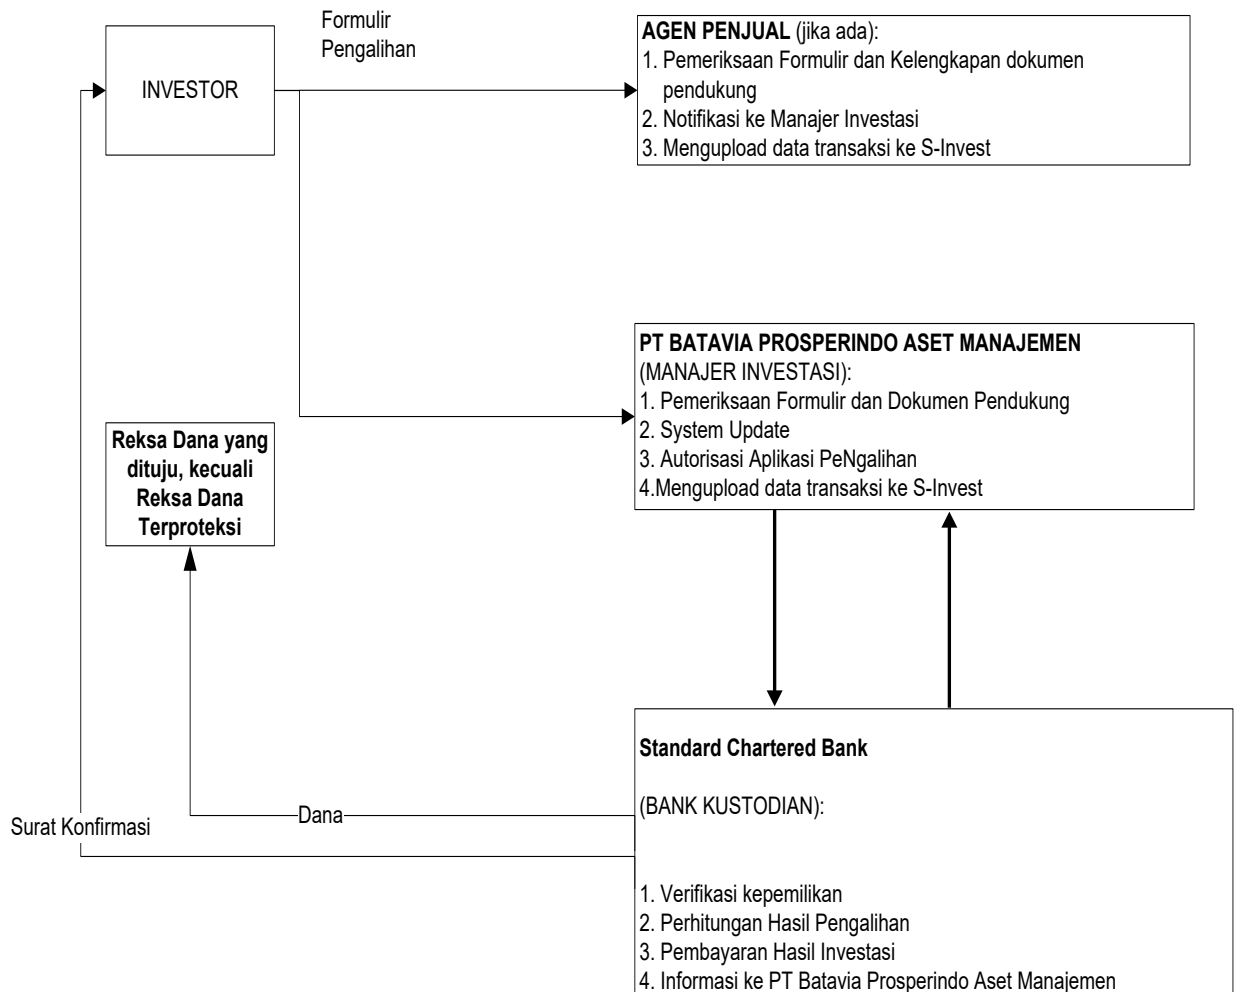 Formulir
Pengalihan
INVESTOR
AGEN PENJUAL (jika ada):
1. Pemeriksaan Formulir dan Kelengkapan dokumen
pendukung
2. Notifikasi ke Manajer Investasi
3. Mengupload data transaksi ke S-Invest
PT BATAVIA PROSPERINDO ASET MANAJEMEN
(MANAJER INVESTASI):
1. Pemeriksaan Formulir dan Dokumen Pendukung
2. System Update
3. Autorisasi Aplikasi PeNgalihan
4.Mengupload data transaksi ke S-Invest
Reksa Dana yang
dituju, kecuali
Reksa Dana
Terproteksi
Standard Chartered Bank
(BANK KUSTODIAN):
1. Verifikasi kepemilikan
2. Perhitungan Hasil Pengalihan
3. Pembayaran Hasil Investasi
4. Informasi ke PT Batavia Prosperindo Aset Manajemen
Dana
Surat Konfirmasi